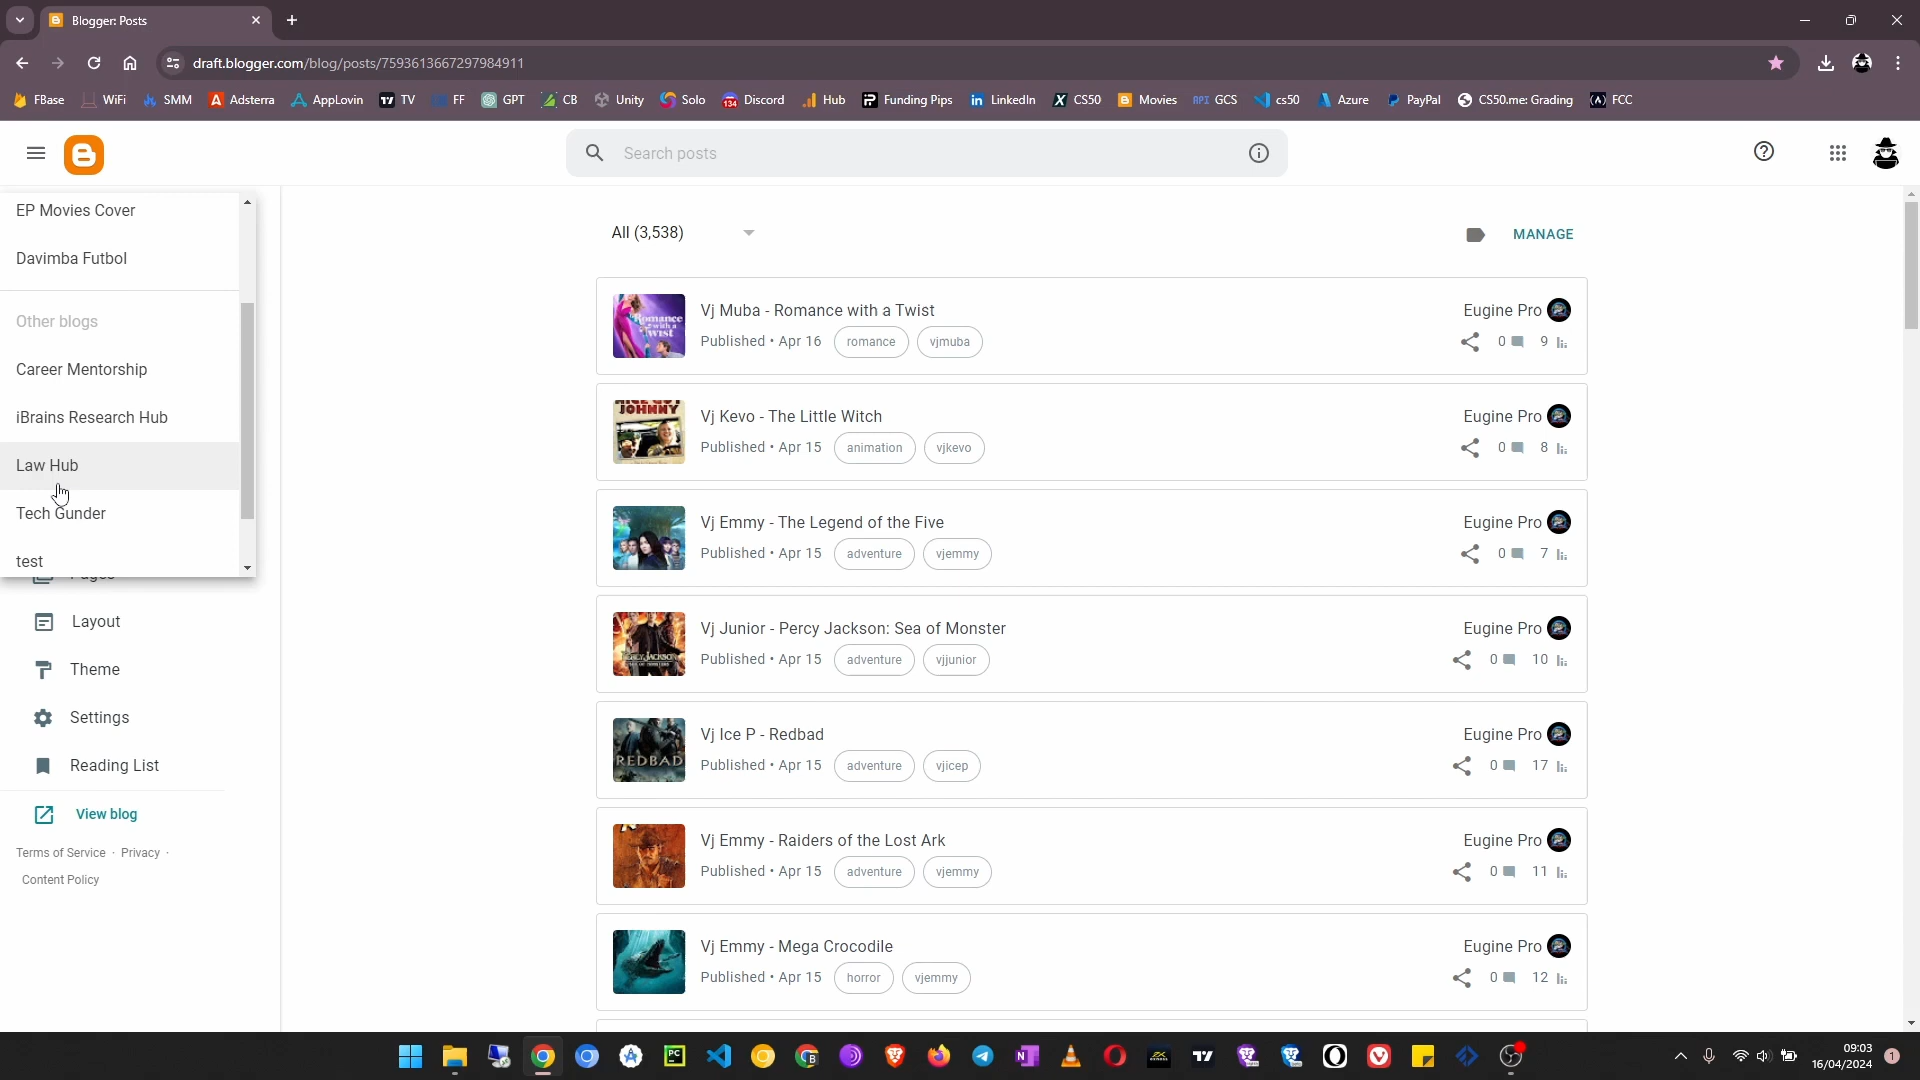 Blogger: Posts
draft.blogger.com/blog/posts/7593613667297984911
FBase WiFi SMM Adsterra AppLovin TV FF GPT CB Unity Solo Discord Hub Funding Pips LinkedIn CS50 Movies GCS cs50 Azure PayPal CS50.me: Grading FCC
Search posts
EP Movies Cover
Davimba Futbol
Other blogs
Career Mentorship
iBrains Research Hub
Law Hub
Tech Gunder
test
Pages
Layout
Theme
Settings
Reading List
View blog
Terms of Service · Privacy ·
Content Policy
All (3,538)
MANAGE
Vj Muba - Romance with a Twist
Eugine Pro
Published • Apr 16 romance vjmuba
0 9
Vj Kevo - The Little Witch
Eugine Pro
Published • Apr 15 animation vjkevo
0 8
Vj Emmy - The Legend of the Five
Eugine Pro
Published • Apr 15 adventure vjemmy
0 7
Vj Junior - Percy Jackson: Sea of Monster
Eugine Pro
Published • Apr 15 adventure vjjunior
0 10
REDBAD
Vj Ice P - Redbad
Eugine Pro
Published • Apr 15 adventure vjicep
0 17
Vj Emmy - Raiders of the Lost Ark
Eugine Pro
Published • Apr 15 adventure vjemmy
0 11
Vj Emmy - Mega Crocodile
Eugine Pro
Published • Apr 15 horror vjemmy
0 12
09:03
16/04/2024
1